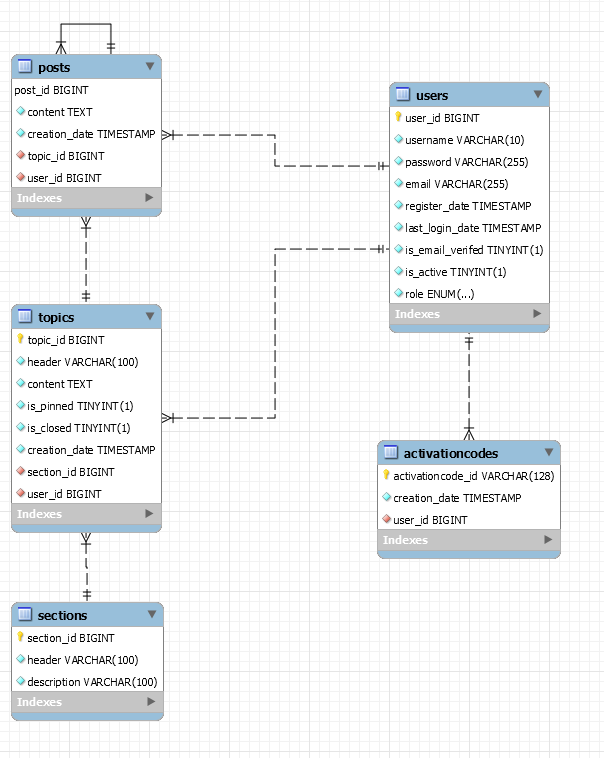 posts
post_id BIGINT
content TEXT
creation_date TIMESTAMP
topic_id BIGINT
user_id BIGINT
Indexes
users
user_id BIGINT
username VARCHAR(10)
password VARCHAR(255)
email VARCHAR(255)
register_date TIMESTAMP
last_login_date TIMESTAMP
is_email_verifed TINYINT(1)
is_active TINYINT(1)
role ENUM(...)
Indexes
topics
topic_id BIGINT
header VARCHAR(100)
content TEXT
is_pinned TINYINT(1)
is_closed TINYINT(1)
creation_date TIMESTAMP
section_id BIGINT
user_id BIGINT
Indexes
activationcodes
activationcode_id VARCHAR(128)
creation_date TIMESTAMP
user_id BIGINT
Indexes
sections
section_id BIGINT
header VARCHAR(100)
description VARCHAR(100)
Indexes